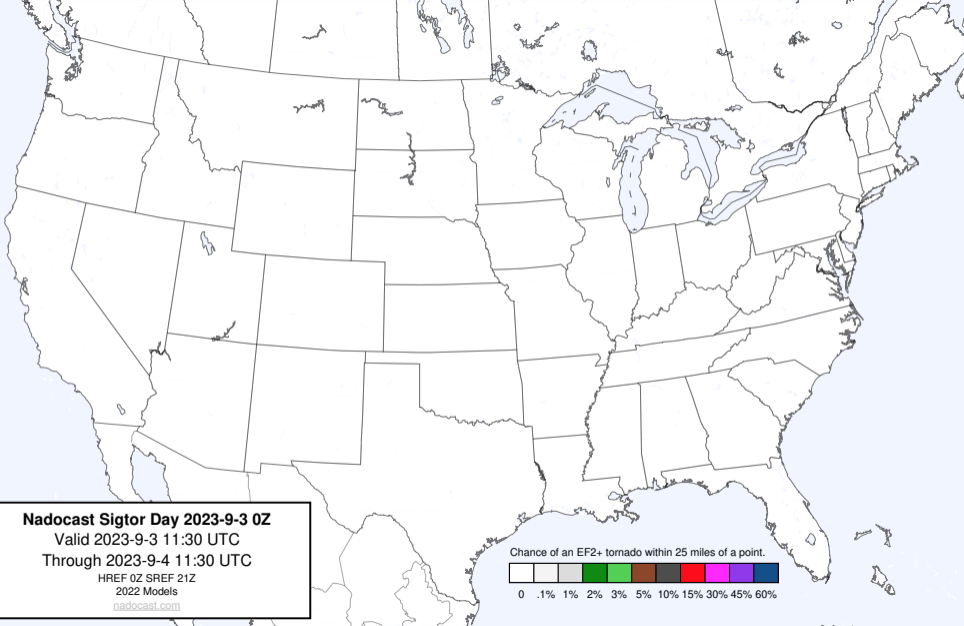 Nadocast Sigtor Day 2023-9-3 0Z
Valid 2023-9-3 11:30 UTC
Through 2023-9-4 11:30 UTC
HREF 0Z SREF 21Z
2022 Models
nadocast.com
Chance of an EF2+ tornado within 25 miles of a point.
0 .1% 1% 2% 3% 5% 10% 15% 30% 45% 60%